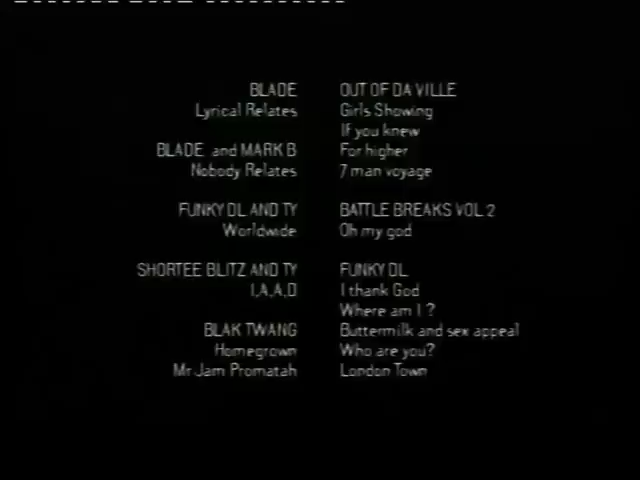 BLADE
Lyrical Relates
BLADE and MARK B
Nobody Relates
FUNKY DL AND TY
Worldwide
SHORTEE BLITZ AND TY
I,A,A,D
BLAK TWANG
Homegrown
Mr Jam Promatah
OUT OF DA VILLE
Girls Showing
If you knew
For higher
7 man voyage
BATTLE BREAKS VOL 2
Oh my god
FUNKY DL
I thank God
Where am I ?
Buttermilk and sex appeal
Who are you?
London Town